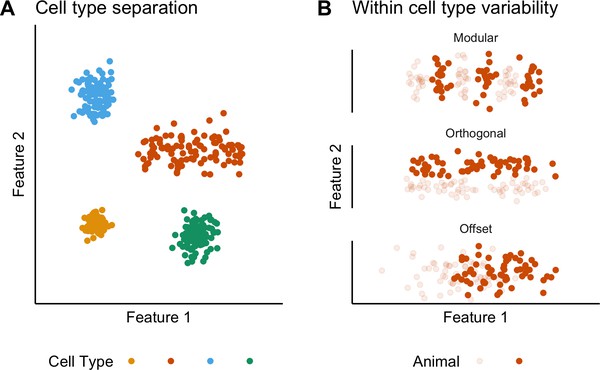 A Cell type separation
Feature 2
Feature 1
Cell Type
B Within cell type variability
Modular
Orthogonal
Offset
Feature 2
Feature 1
Animal